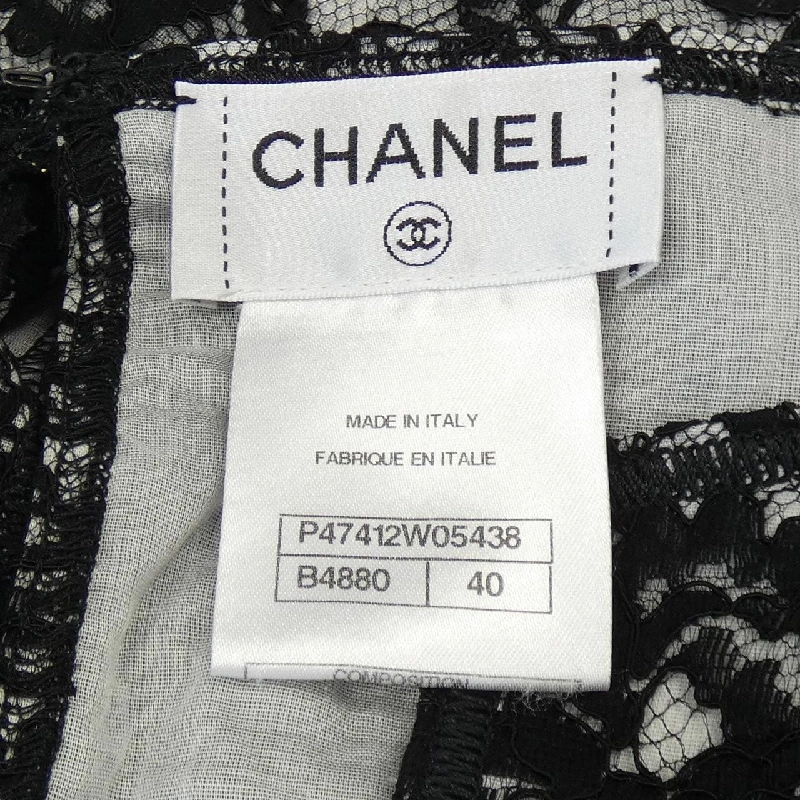 CHANEL
MADE IN ITALY
FABRIQUE EN ITALIE
P47412W05438
B4880 40
COMPOSITION